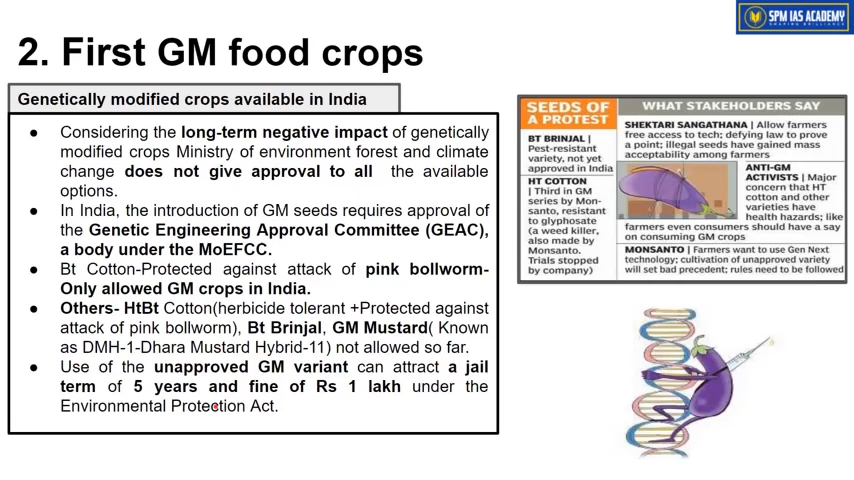 SPM IAS ACADEMY
SHAPING BRILLIANCE
2. First GM food crops
Genetically modified crops available in India
● Considering the long-term negative impact of genetically
modified crops Ministry of environment forest and climate
change does not give approval to all the available
options.
● In India, the introduction of GM seeds requires approval of
the Genetic Engineering Approval Committee (GEAC),
a body under the MoEFCC.
● Bt Cotton-Protected against attack of pink bollworm-
Only allowed GM crops in India.
● Others- HtBt Cotton(herbicide tolerant +Protected against
attack of pink bollworm), Bt Brinjal, GM Mustard( Known
as DMH-1-Dhara Mustard Hybrid-11) not allowed so far.
● Use of the unapproved GM variant can attract a jail
term of 5 years and fine of Rs 1 lakh under the
Environmental Protection Act.
SEEDS OF
A PROTEST
BT BRINJAL |
Pest-resistant
variety, not yet
approved in India
HT COTTON |
Third in GM
series by Mon-
santo, resistant
to glyphosate
(a weed killer,
also made by
Monsanto.
Trials stopped
by company)
WHAT STAKEHOLDERS SAY
SHEKTARI SANGATHANA | Allow farmers
free access to tech; defying law to prove
a point; illegal seeds have gained mass
acceptability among farmers
ANTI-GM
ACTIVISTS | Major
concern that HT
cotton and other
varieties have
health hazards; like
farmers even consumers should have a say
on consuming GM crops
MONSANTO | Farmers want to use Gen Next
technology; cultivation of unapproved variety
will set bad precedent; rules need to be followed